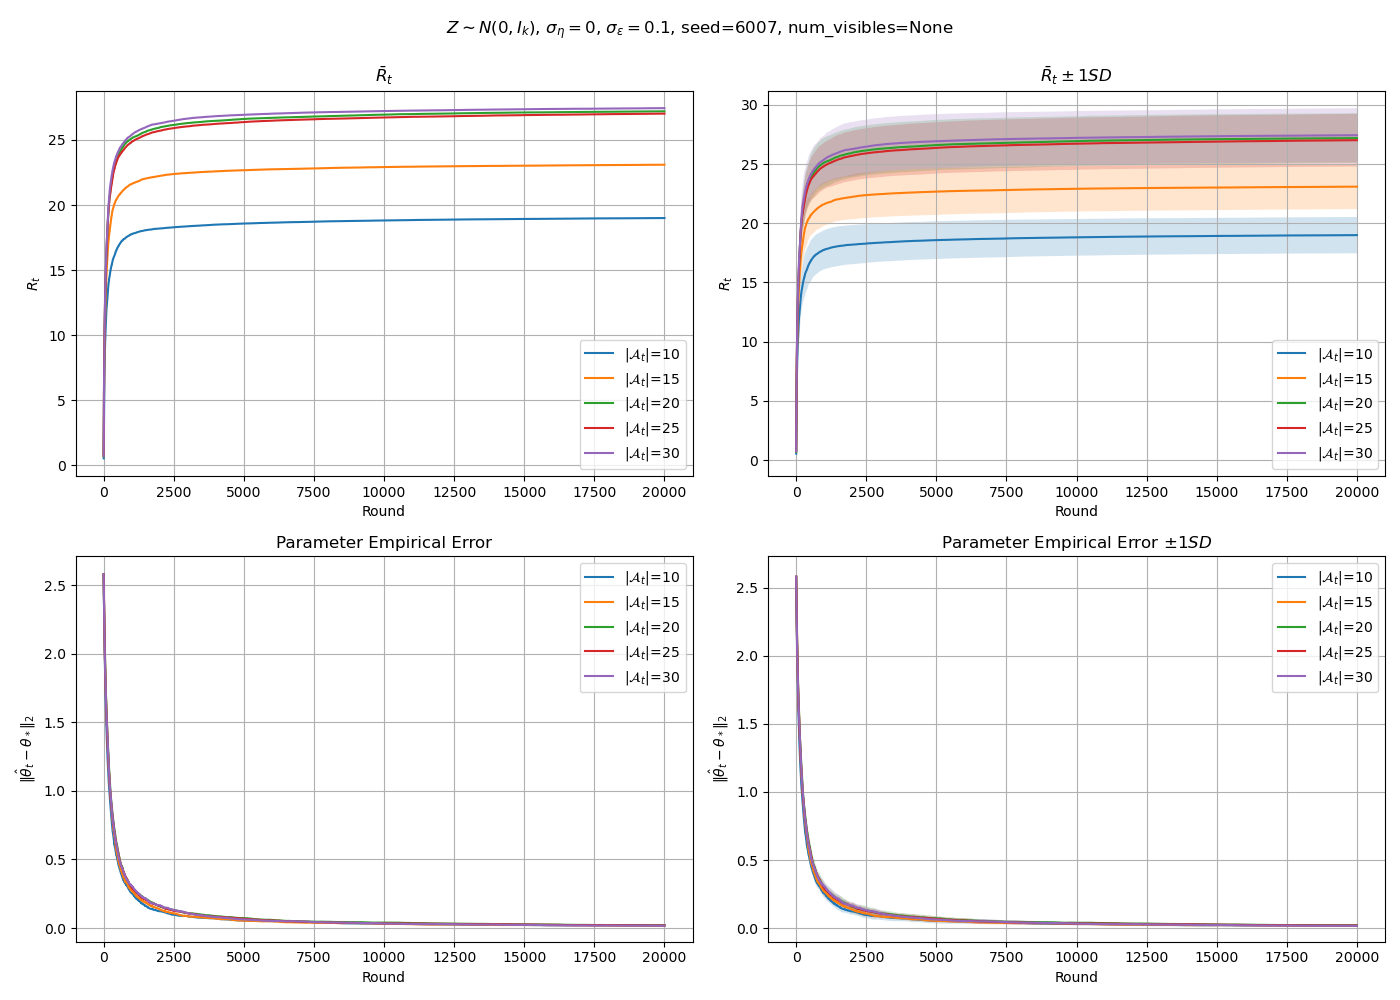 Z ∼ N(0, I_k), σ_η = 0, σ_ε = 0.1, seed=6007, num_visibles=None
R̄_t
R_t
25
20
15
10
5
0
0 2500 5000 7500 10000 12500 15000 17500 20000
Round
|𝒜_t|=10
|𝒜_t|=15
|𝒜_t|=20
|𝒜_t|=25
|𝒜_t|=30
R̄_t ± 1SD
R_t
30
25
20
15
10
5
0
0 2500 5000 7500 10000 12500 15000 17500 20000
Round
|𝒜_t|=10
|𝒜_t|=15
|𝒜_t|=20
|𝒜_t|=25
|𝒜_t|=30
Parameter Empirical Error
‖θ̂_t − θ_*‖_2
2.5
2.0
1.5
1.0
0.5
0.0
0 2500 5000 7500 10000 12500 15000 17500 20000
Round
|𝒜_t|=10
|𝒜_t|=15
|𝒜_t|=20
|𝒜_t|=25
|𝒜_t|=30
Parameter Empirical Error ±1SD
‖θ̂_t − θ_*‖_2
2.5
2.0
1.5
1.0
0.5
0.0
0 2500 5000 7500 10000 12500 15000 17500 20000
Round
|𝒜_t|=10
|𝒜_t|=15
|𝒜_t|=20
|𝒜_t|=25
|𝒜_t|=30